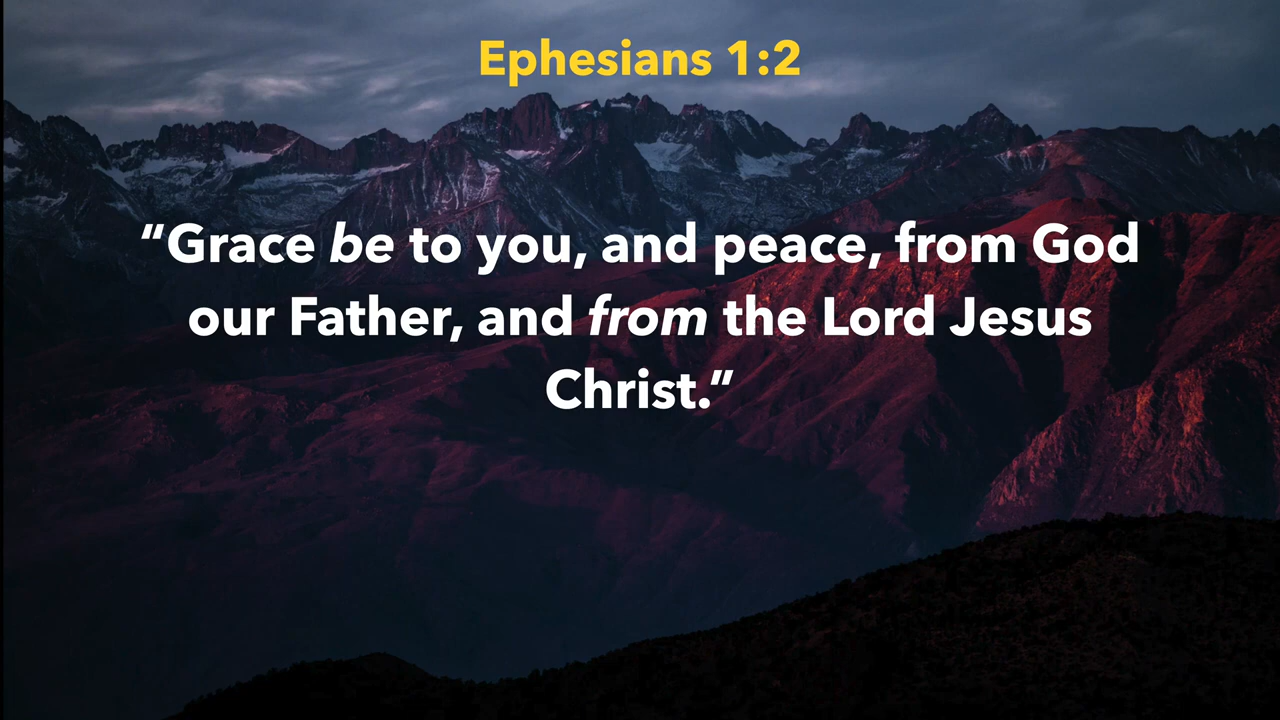 Ephesians 1:2
“Grace be to you, and peace, from God
our Father, and from the Lord Jesus
Christ.”